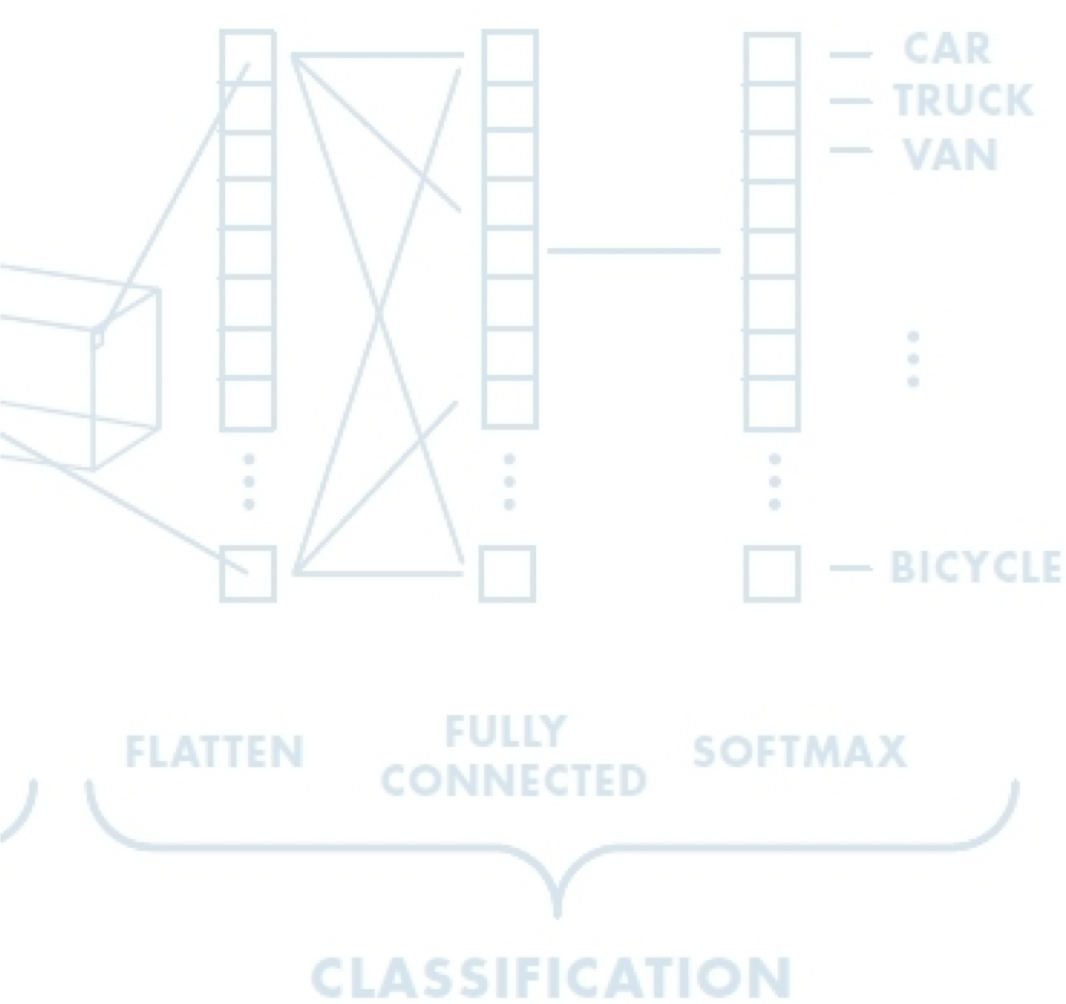 CAR
TRUCK
VAN
BICYCLE
FLATTEN
FULLY
CONNECTED
SOFTMAX
CLASSIFICATION